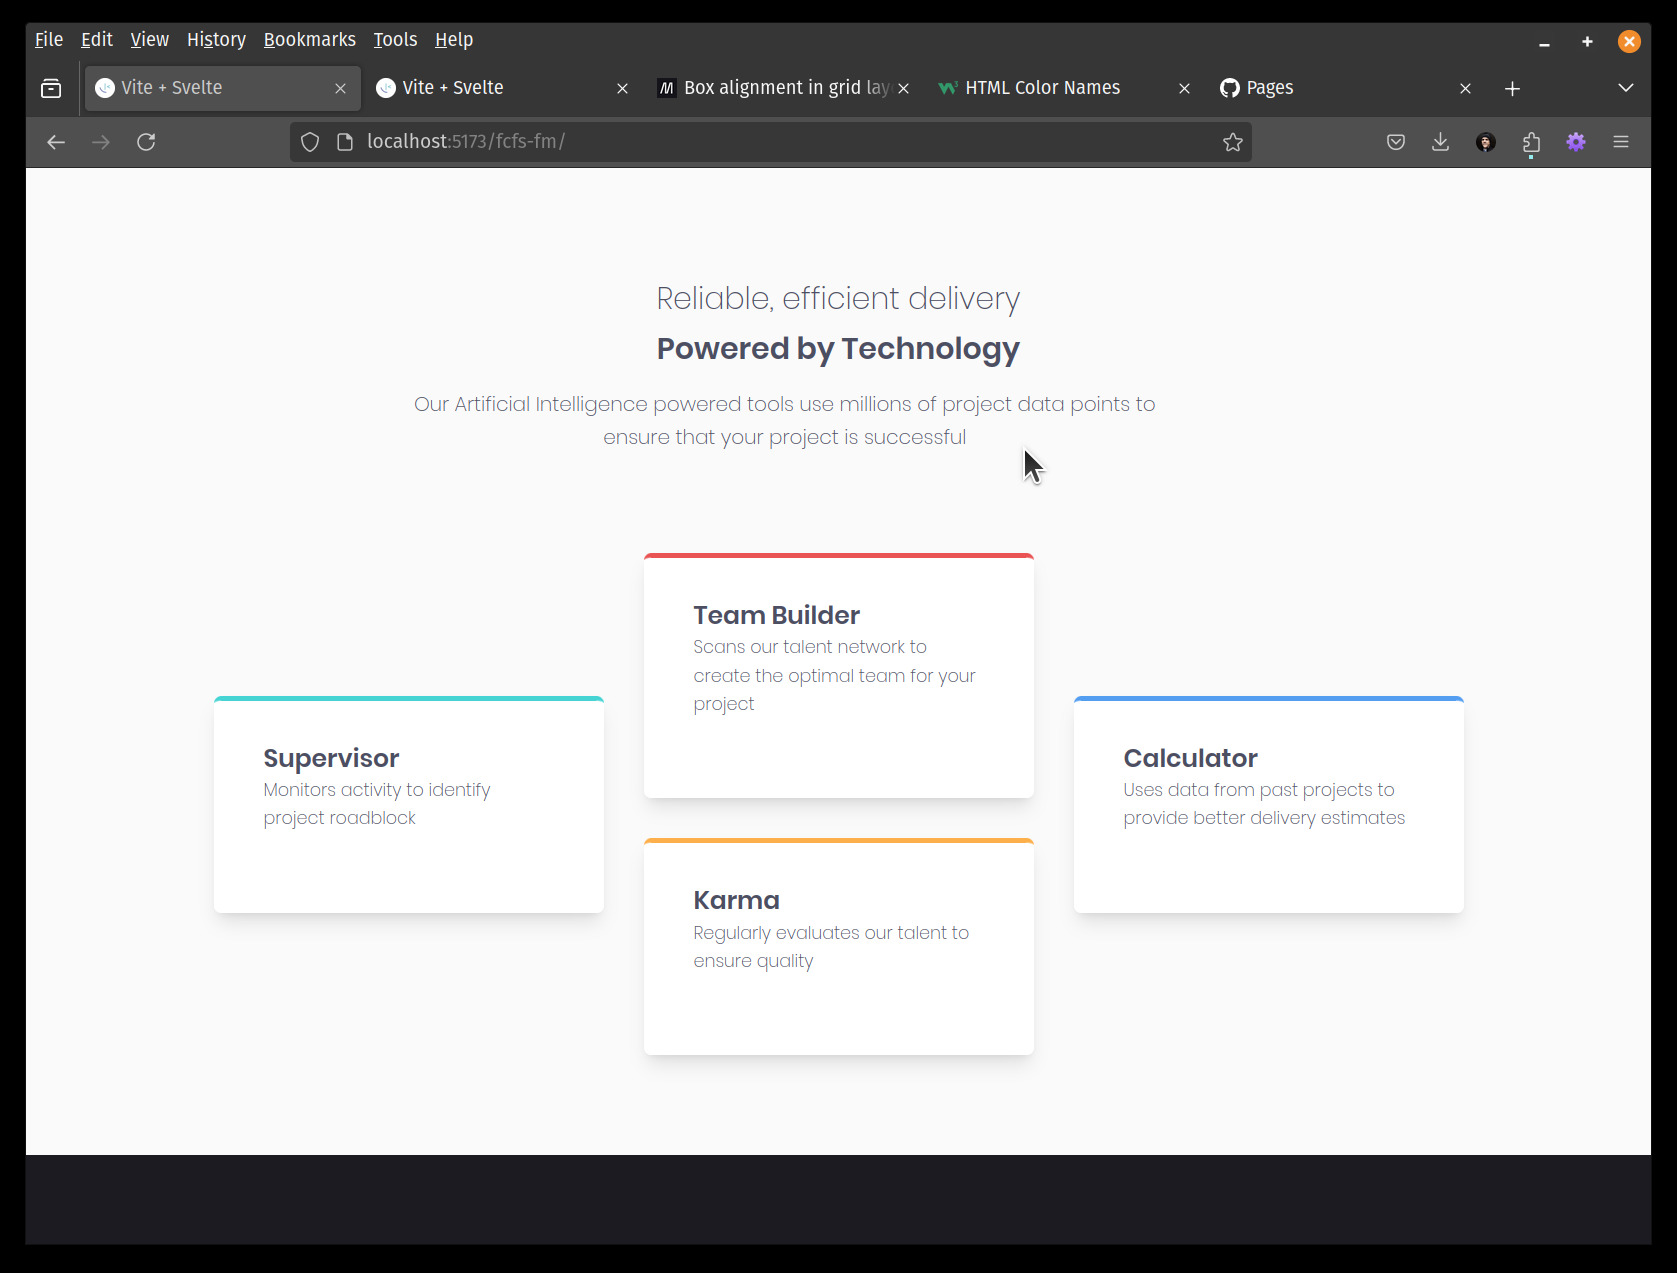 File Edit View History Bookmarks Tools Help
Vite + Svelte
Vite + Svelte
Box alignment in grid lay
HTML Color Names
Pages
localhost:5173/fcfs-fm/
Reliable, efficient delivery
Powered by Technology
Our Artificial Intelligence powered tools use millions of project data points to
ensure that your project is successful
Team Builder
Scans our talent network to
create the optimal team for your
project
Supervisor
Monitors activity to identify
project roadblock
Calculator
Uses data from past projects to
provide better delivery estimates
Karma
Regularly evaluates our talent to
ensure quality